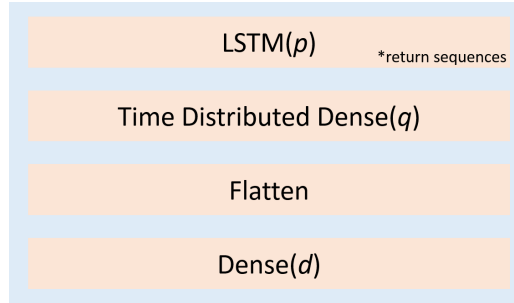 LSTM(p)
*return sequences
Time Distributed Dense(q)
Flatten
Dense(d)